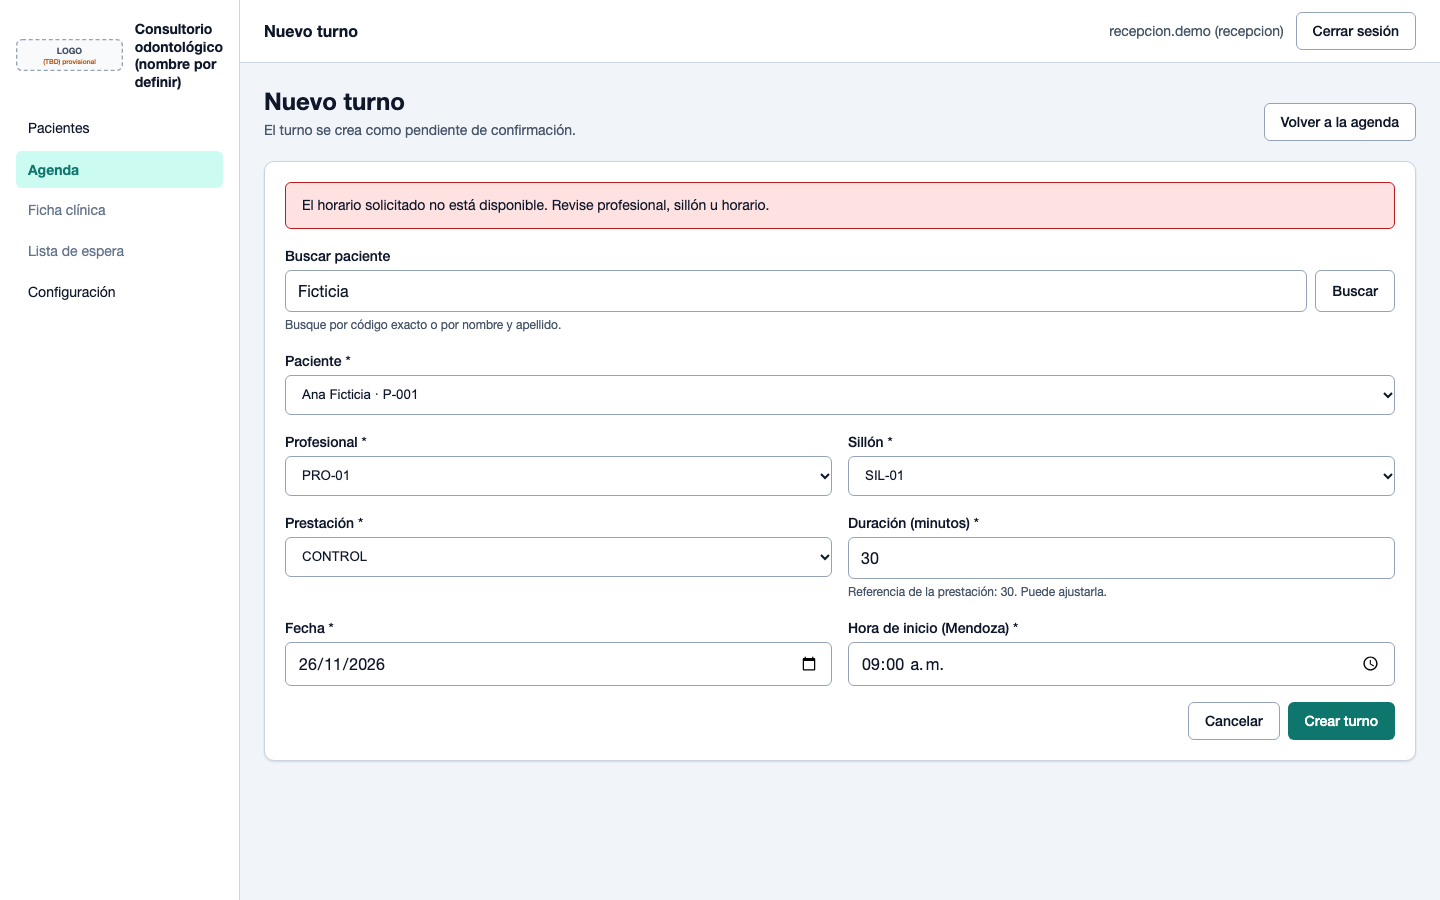 LOGO
(TBD) provisional
Consultorio
odontológico
(nombre por
definir)
Pacientes
Agenda
Ficha clínica
Lista de espera
Configuración
Nuevo turno
recepcion.demo (recepcion)
Cerrar sesión
Nuevo turno
El turno se crea como pendiente de confirmación.
Volver a la agenda
El horario solicitado no está disponible. Revise profesional, sillón u horario.
Buscar paciente
Ficticia
Buscar
Busque por código exacto o por nombre y apellido.
Paciente *
Ana Ficticia · P-001
Profesional *
PRO-01
Sillón *
SIL-01
Prestación *
CONTROL
Duración (minutos) *
30
Referencia de la prestación: 30. Puede ajustarla.
Fecha *
26/11/2026
Hora de inicio (Mendoza) *
09:00 a.m.
Cancelar
Crear turno